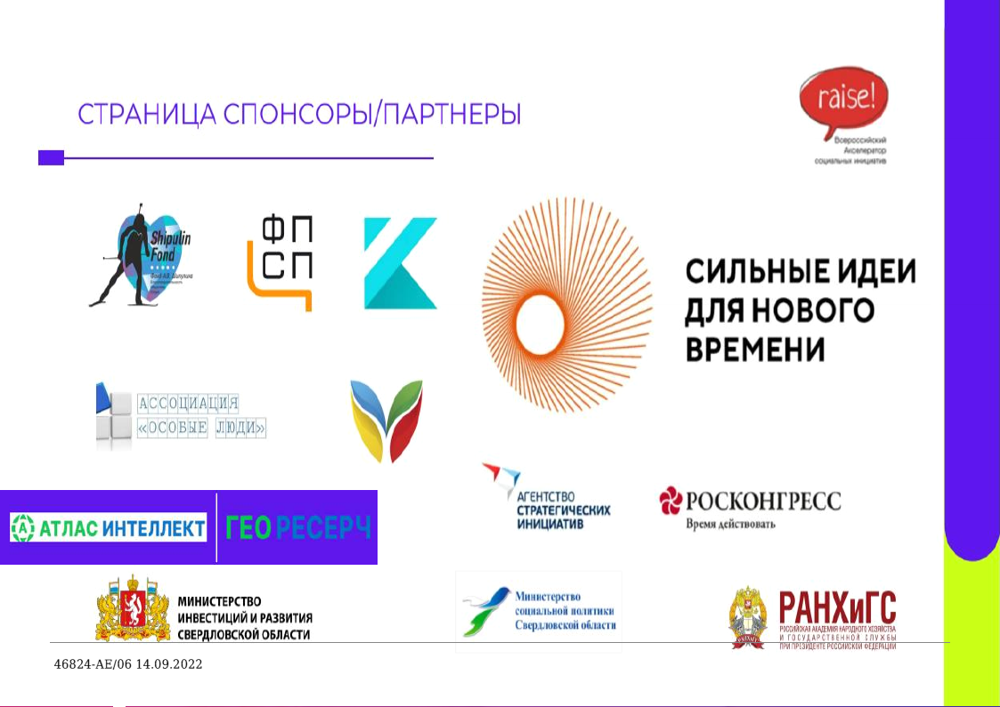 СТРАНИЦА СПОНСОРЫ/ПАРТНЕРЫ
raise!
Всероссийский
Акселератор
социальных инициатив
Shipulin
Fond
Фонд А.В. Шипулина
ФП
СП
СИЛЬНЫЕ ИДЕИ
ДЛЯ НОВОГО
ВРЕМЕНИ
АССОЦИАЦИЯ
«ОСОБЫЕ ЛЮДИ»
АГЕНТСТВО
СТРАТЕГИЧЕСКИХ
ИНИЦИАТИВ
РОСКОНГРЕСС
Время действовать
А АТЛАС ИНТЕЛЛЕКТ
ГЕО РЕСЕРЧ
МИНИСТЕРСТВО
ИНВЕСТИЦИЙ И РАЗВИТИЯ
СВЕРДЛОВСКОЙ ОБЛАСТИ
Министерство
социальной политики
Свердловской области
РАНХиГС
РОССИЙСКАЯ АКАДЕМИЯ НАРОДНОГО ХОЗЯЙСТВА
И ГОСУДАРСТВЕННОЙ СЛУЖБЫ
ПРИ ПРЕЗИДЕНТЕ РОССИЙСКОЙ ФЕДЕРАЦИИ
46824-AE/06 14.09.2022